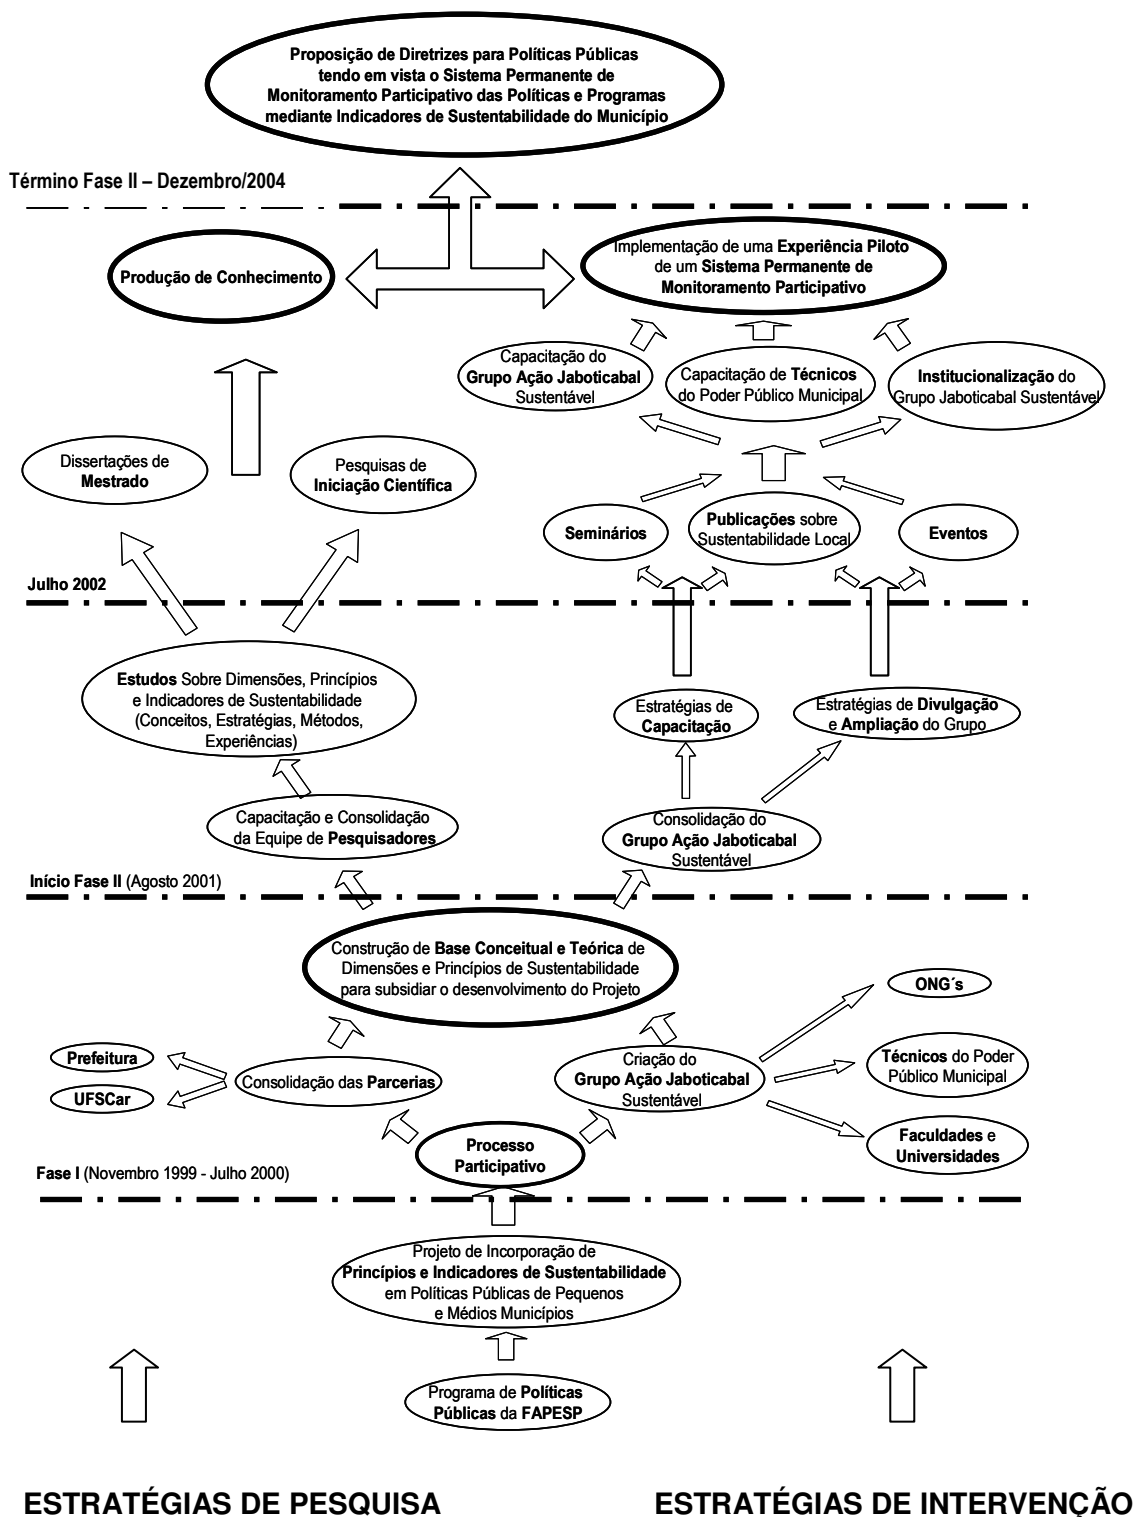 Proposição de Diretrizes para Políticas Públicas
tendo em vista o Sistema Permanente de
Monitoramento Participativo das Políticas e Programas
mediante Indicadores de Sustentabilidade do Município
Término Fase II – Dezembro/2004
Produção de Conhecimento
Implementação de uma Experiência Piloto
de um Sistema Permanente de
Monitoramento Participativo
Capacitação do
Grupo Ação Jaboticabal
Sustentável
Capacitação de Técnicos
do Poder Público Municipal
Institucionalização do
Grupo Jaboticabal Sustentável
Dissertações de
Mestrado
Pesquisas de
Iniciação Científica
Seminários
Publicações sobre
Sustentabilidade Local
Eventos
Julho 2002
Estudos Sobre Dimensões, Princípios
e Indicadores de Sustentabilidade
(Conceitos, Estratégias, Métodos,
Experiências)
Estratégias de
Capacitação
Estratégias de Divulgação
e Ampliação do Grupo
Capacitação e Consolidação
da Equipe de Pesquisadores
Consolidação do
Grupo Ação Jaboticabal
Sustentável
Início Fase II (Agosto 2001)
Construção de Base Conceitual e Teórica de
Dimensões e Princípios de Sustentabilidade
para subsidiar o desenvolvimento do Projeto
ONG´s
Prefeitura
UFSCar
Consolidação das Parcerias
Criação do
Grupo Ação Jaboticabal
Sustentável
Técnicos do Poder
Público Municipal
Processo
Participativo
Faculdades e
Universidades
Fase I (Novembro 1999 - Julho 2000)
Projeto de Incorporação de
Princípios e Indicadores de Sustentabilidade
em Políticas Públicas de Pequenos
e Médios Municípios
Programa de Políticas
Públicas da FAPESP
ESTRATÉGIAS DE PESQUISA
ESTRATÉGIAS DE INTERVENÇÃO